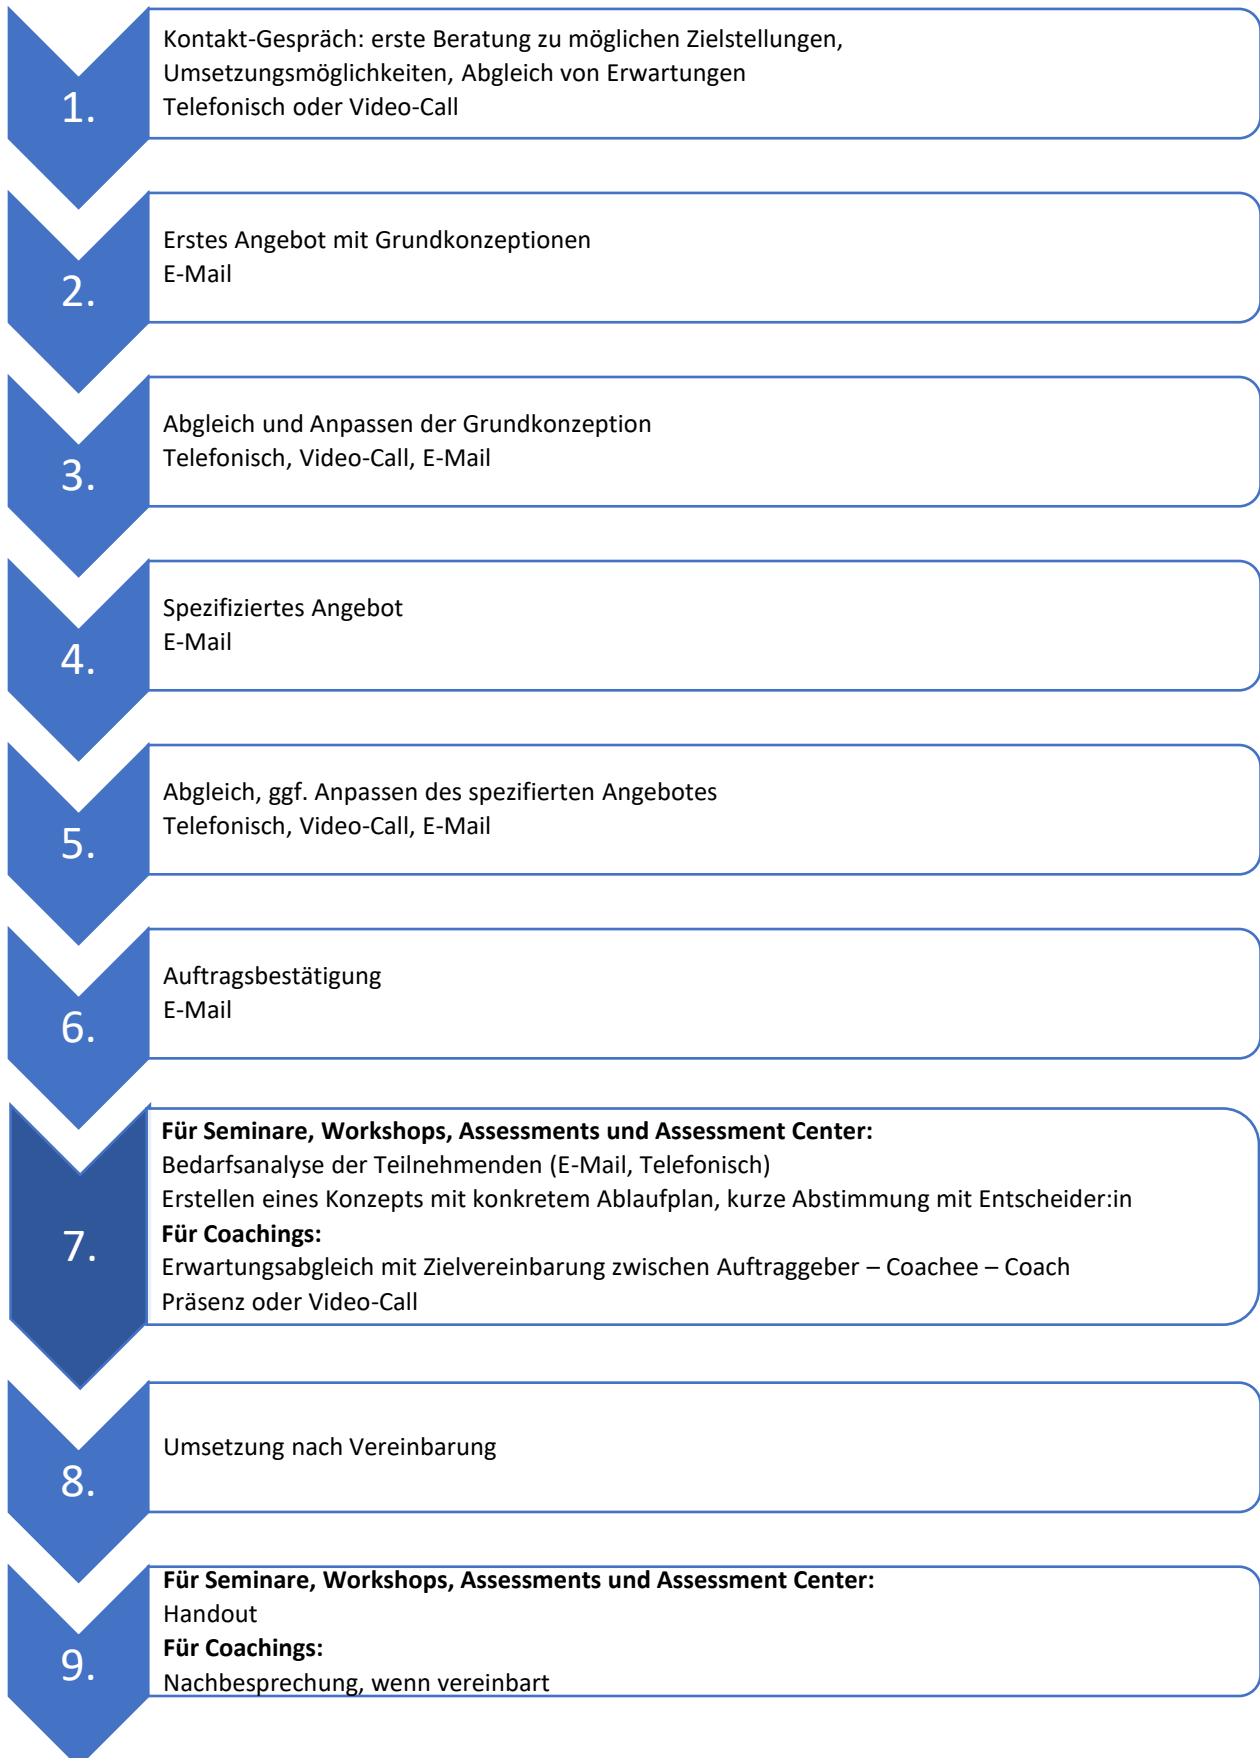 1.
Kontakt-Gespräch: erste Beratung zu möglichen Zielstellungen,
Umsetzungsmöglichkeiten, Abgleich von Erwartungen
Telefonisch oder Video-Call
2.
Erstes Angebot mit Grundkonzeptionen
E-Mail
3.
Abgleich und Anpassen der Grundkonzeption
Telefonisch, Video-Call, E-Mail
4.
Spezifiziertes Angebot
E-Mail
5.
Abgleich, ggf. Anpassen des spezifierten Angebotes
Telefonisch, Video-Call, E-Mail
6.
Auftragsbestätigung
E-Mail
7.
Für Seminare, Workshops, Assessments und Assessment Center:
Bedarfsanalyse der Teilnehmenden (E-Mail, Telefonisch)
Erstellen eines Konzepts mit konkretem Ablaufplan, kurze Abstimmung mit Entscheider:in
Für Coachings:
Erwartungsabgleich mit Zielvereinbarung zwischen Auftraggeber – Coachee – Coach
Präsenz oder Video-Call
8.
Umsetzung nach Vereinbarung
9.
Für Seminare, Workshops, Assessments und Assessment Center:
Handout
Für Coachings:
Nachbesprechung, wenn vereinbart